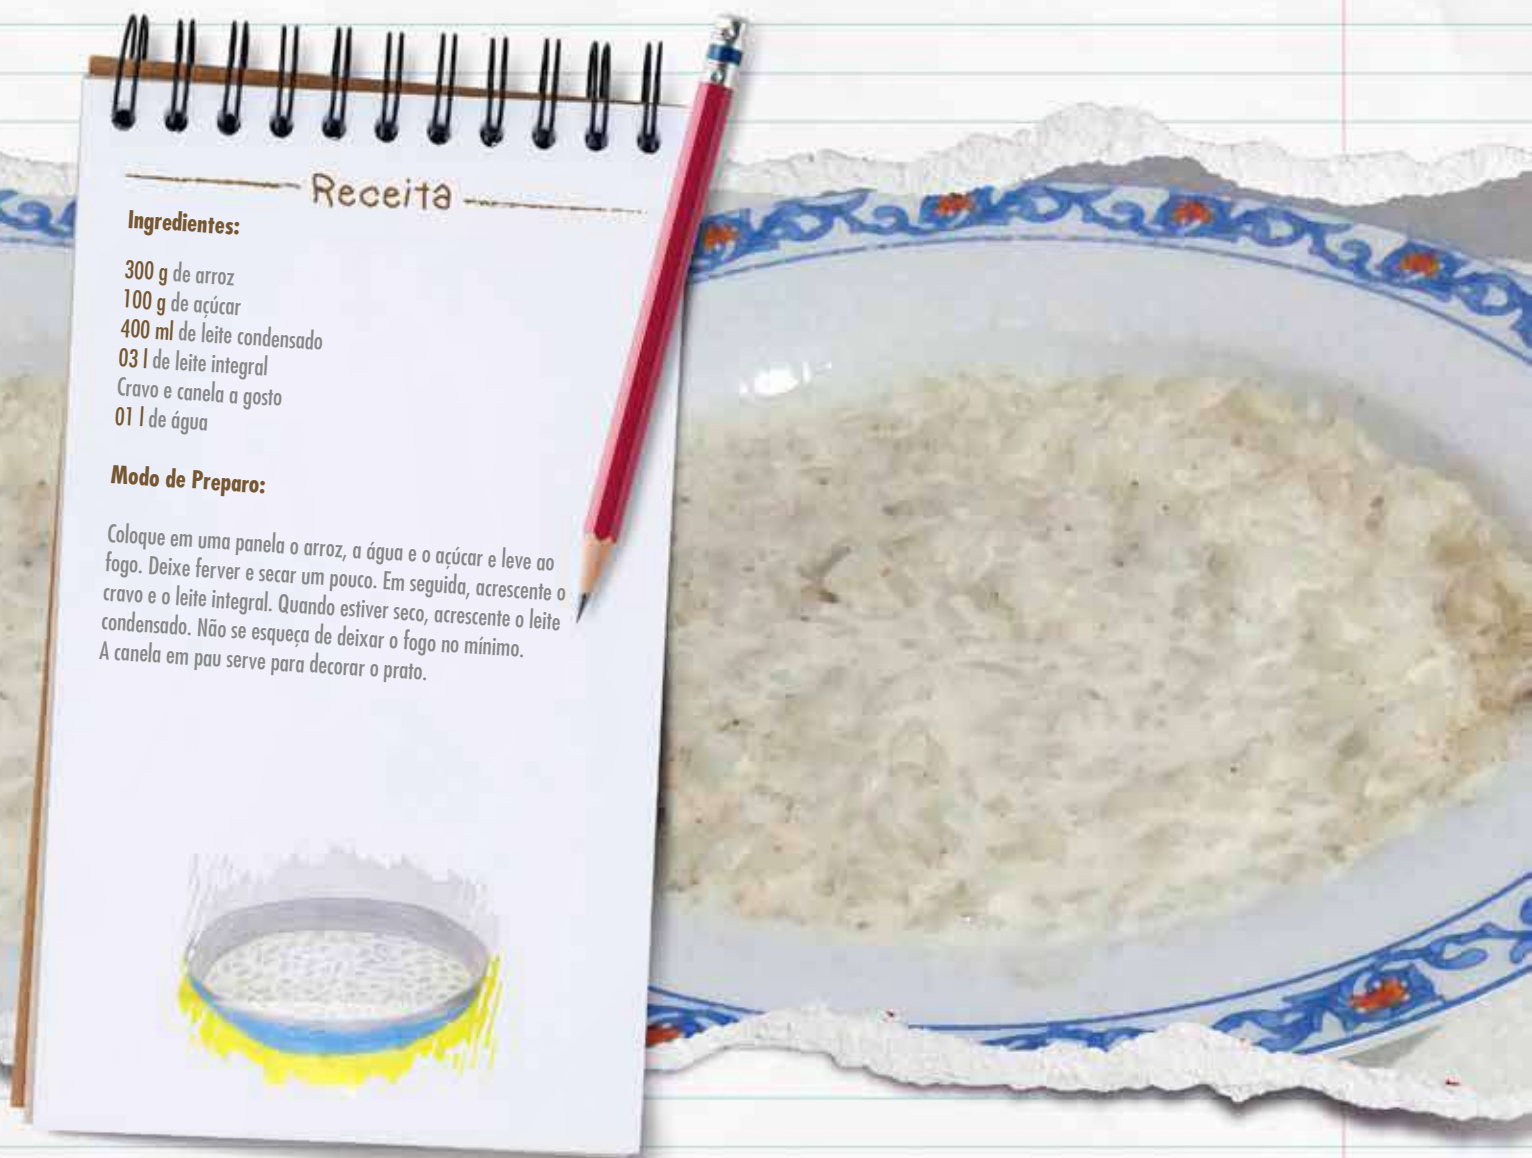 Receita
Ingredientes:
300 g de arroz
100 g de açúcar
400 ml de leite condensado
03 l de leite integral
Cravo e canela a gosto
01 l de água
Modo de Preparo:
Coloque em uma panela o arroz, a água e o açúcar e leve ao
fogo. Deixe ferver e secar um pouco. Em seguida, acrescente o
cravo e o leite integral. Quando estiver seco, acrescente o leite
condensado. Não se esqueça de deixar o fogo no mínimo.
A canela em pau serve para decorar o prato.